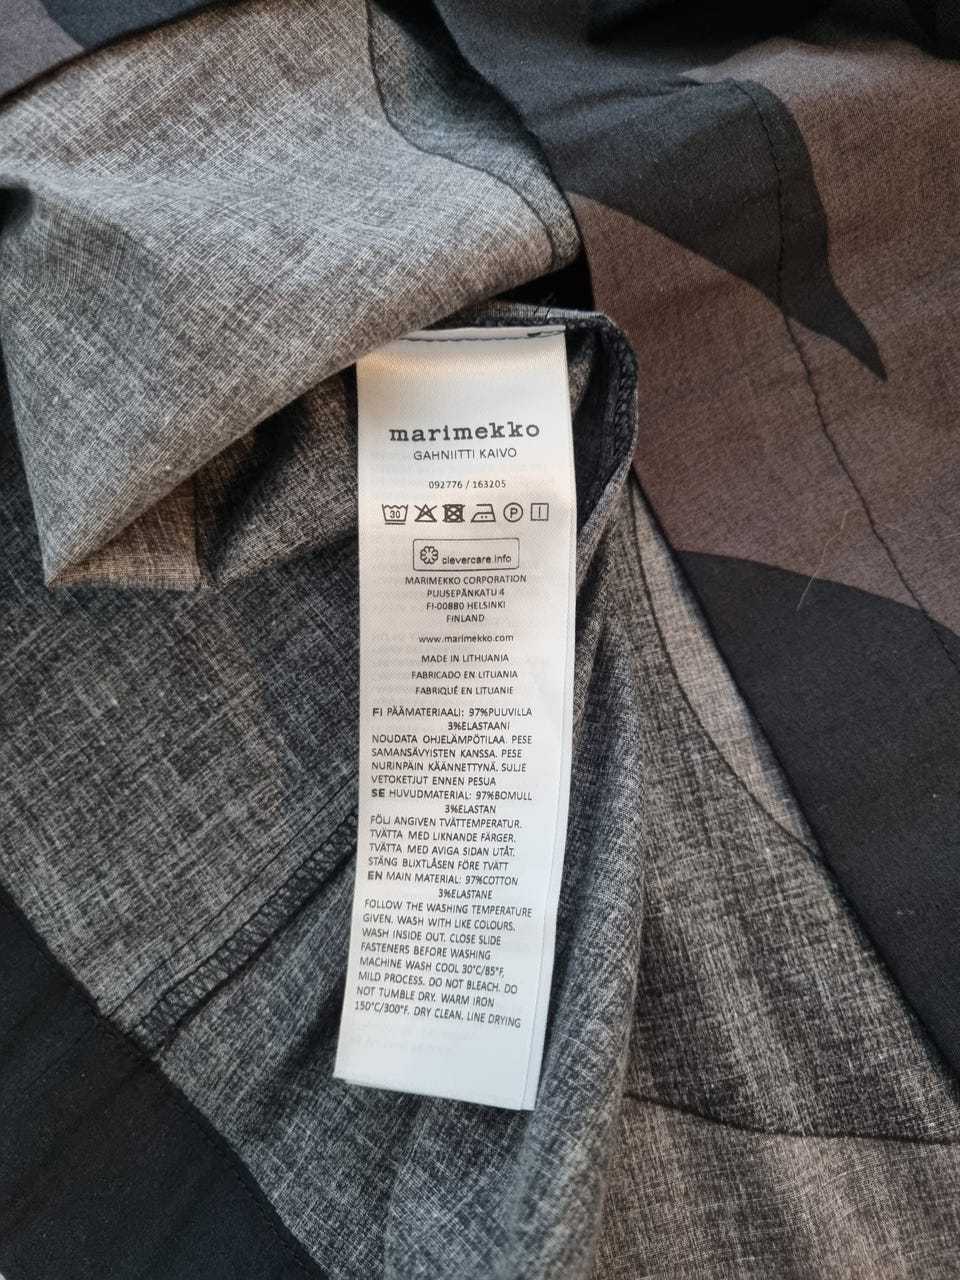 marimekko
GAHNIITTI KAIVO
092776 / 163205
30 P
clevercare.info
MARIMEKKO CORPORATION
PUUSEPÄNKATU 4
FI-00880 HELSINKI
FINLAND
www.marimekko.com
MADE IN LITHUANIA
FABRICADO EN LITUANIA
FABRIQUÉ EN LITUANIE
FI PÄÄMATERIAALI: 97%PUUVILLA
3%ELASTAANI
NOUDATA OHJELÄMPÖTILAA. PESE
SAMANSÄVYISTEN KANSSA. PESE
NURINPÄIN KÄÄNNETTYNÄ. SULJE
VETOKETJUT ENNEN PESUA
SE HUVUDMATERIAL: 97%BOMULL
3%ELASTAN
FÖLJ ANGIVEN TVÄTTEMPERATUR.
TVÄTTA MED LIKNANDE FÄRGER.
TVÄTTA MED AVIGA SIDAN UTÅT.
STÄNG BLIXTLÅSEN FÖRE TVÄTT
EN MAIN MATERIAL: 97%COTTON
3%ELASTANE
FOLLOW THE WASHING TEMPERATURE
GIVEN. WASH WITH LIKE COLOURS.
WASH INSIDE OUT. CLOSE SLIDE
FASTENERS BEFORE WASHING
MACHINE WASH COOL 30°C/85°F,
MILD PROCESS. DO NOT BLEACH. DO
NOT TUMBLE DRY. WARM IRON
150°C/300°F. DRY CLEAN. LINE DRYING